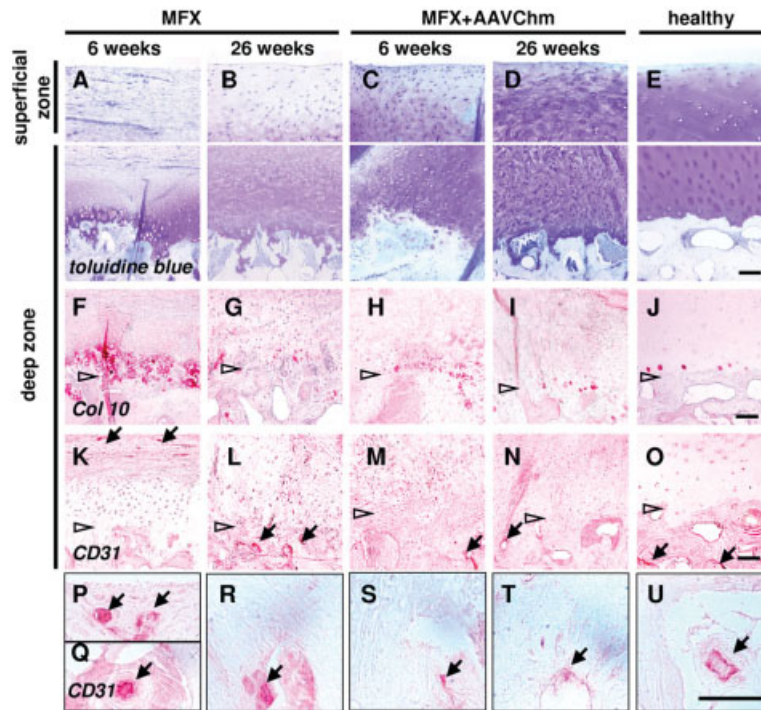 MFX MFX+AAVChm healthy
6 weeks 26 weeks 6 weeks 26 weeks
superficial zone
A B C D E
deep zone
toluidine blue
F G H I J
Col 10
K L M N O
CD31
P R S T U
Q
CD31